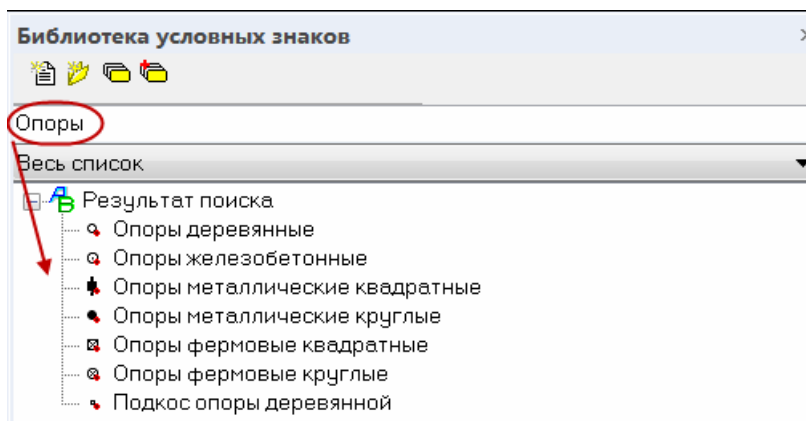 Библиотека условных знаков
Опоры
Весь список
Результат поиска
Опоры деревянные
Опоры железобетонные
Опоры металлические квадратные
Опоры металлические круглые
Опоры фермовые квадратные
Опоры фермовые круглые
Подкос опоры деревянной